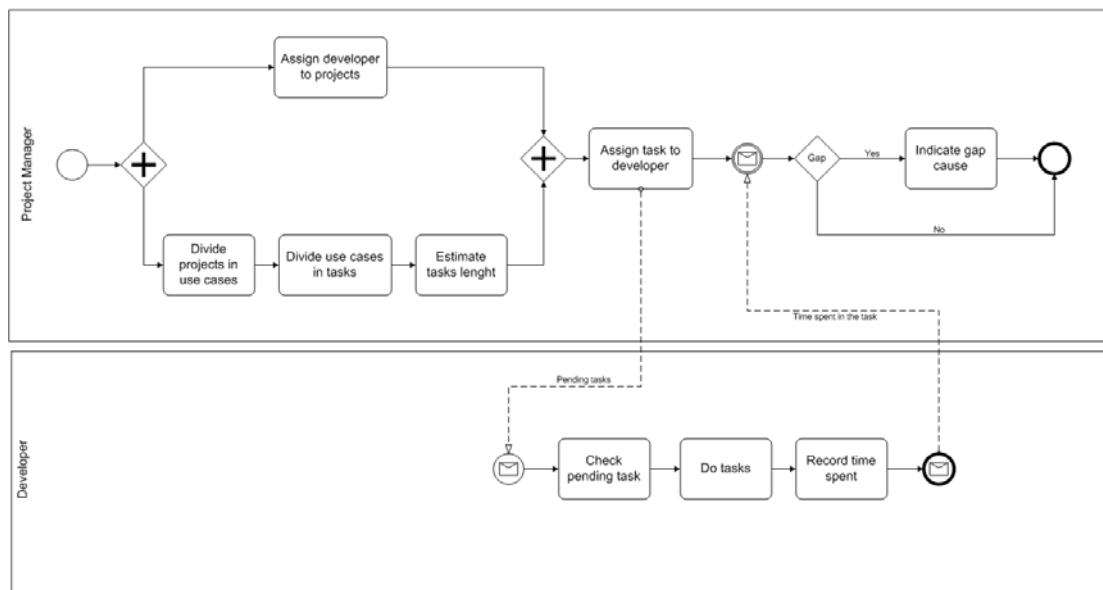 Project Manager
Assign developer
to projects
Divide
projects in
use cases
Divide use cases
in tasks
Estimate
tasks lenght
Assign task to
developer
Gap
Yes
Indicate gap
cause
No
Time spent in the task
Pending tasks
Developer
Check
pending task
Do tasks
Record time
spent